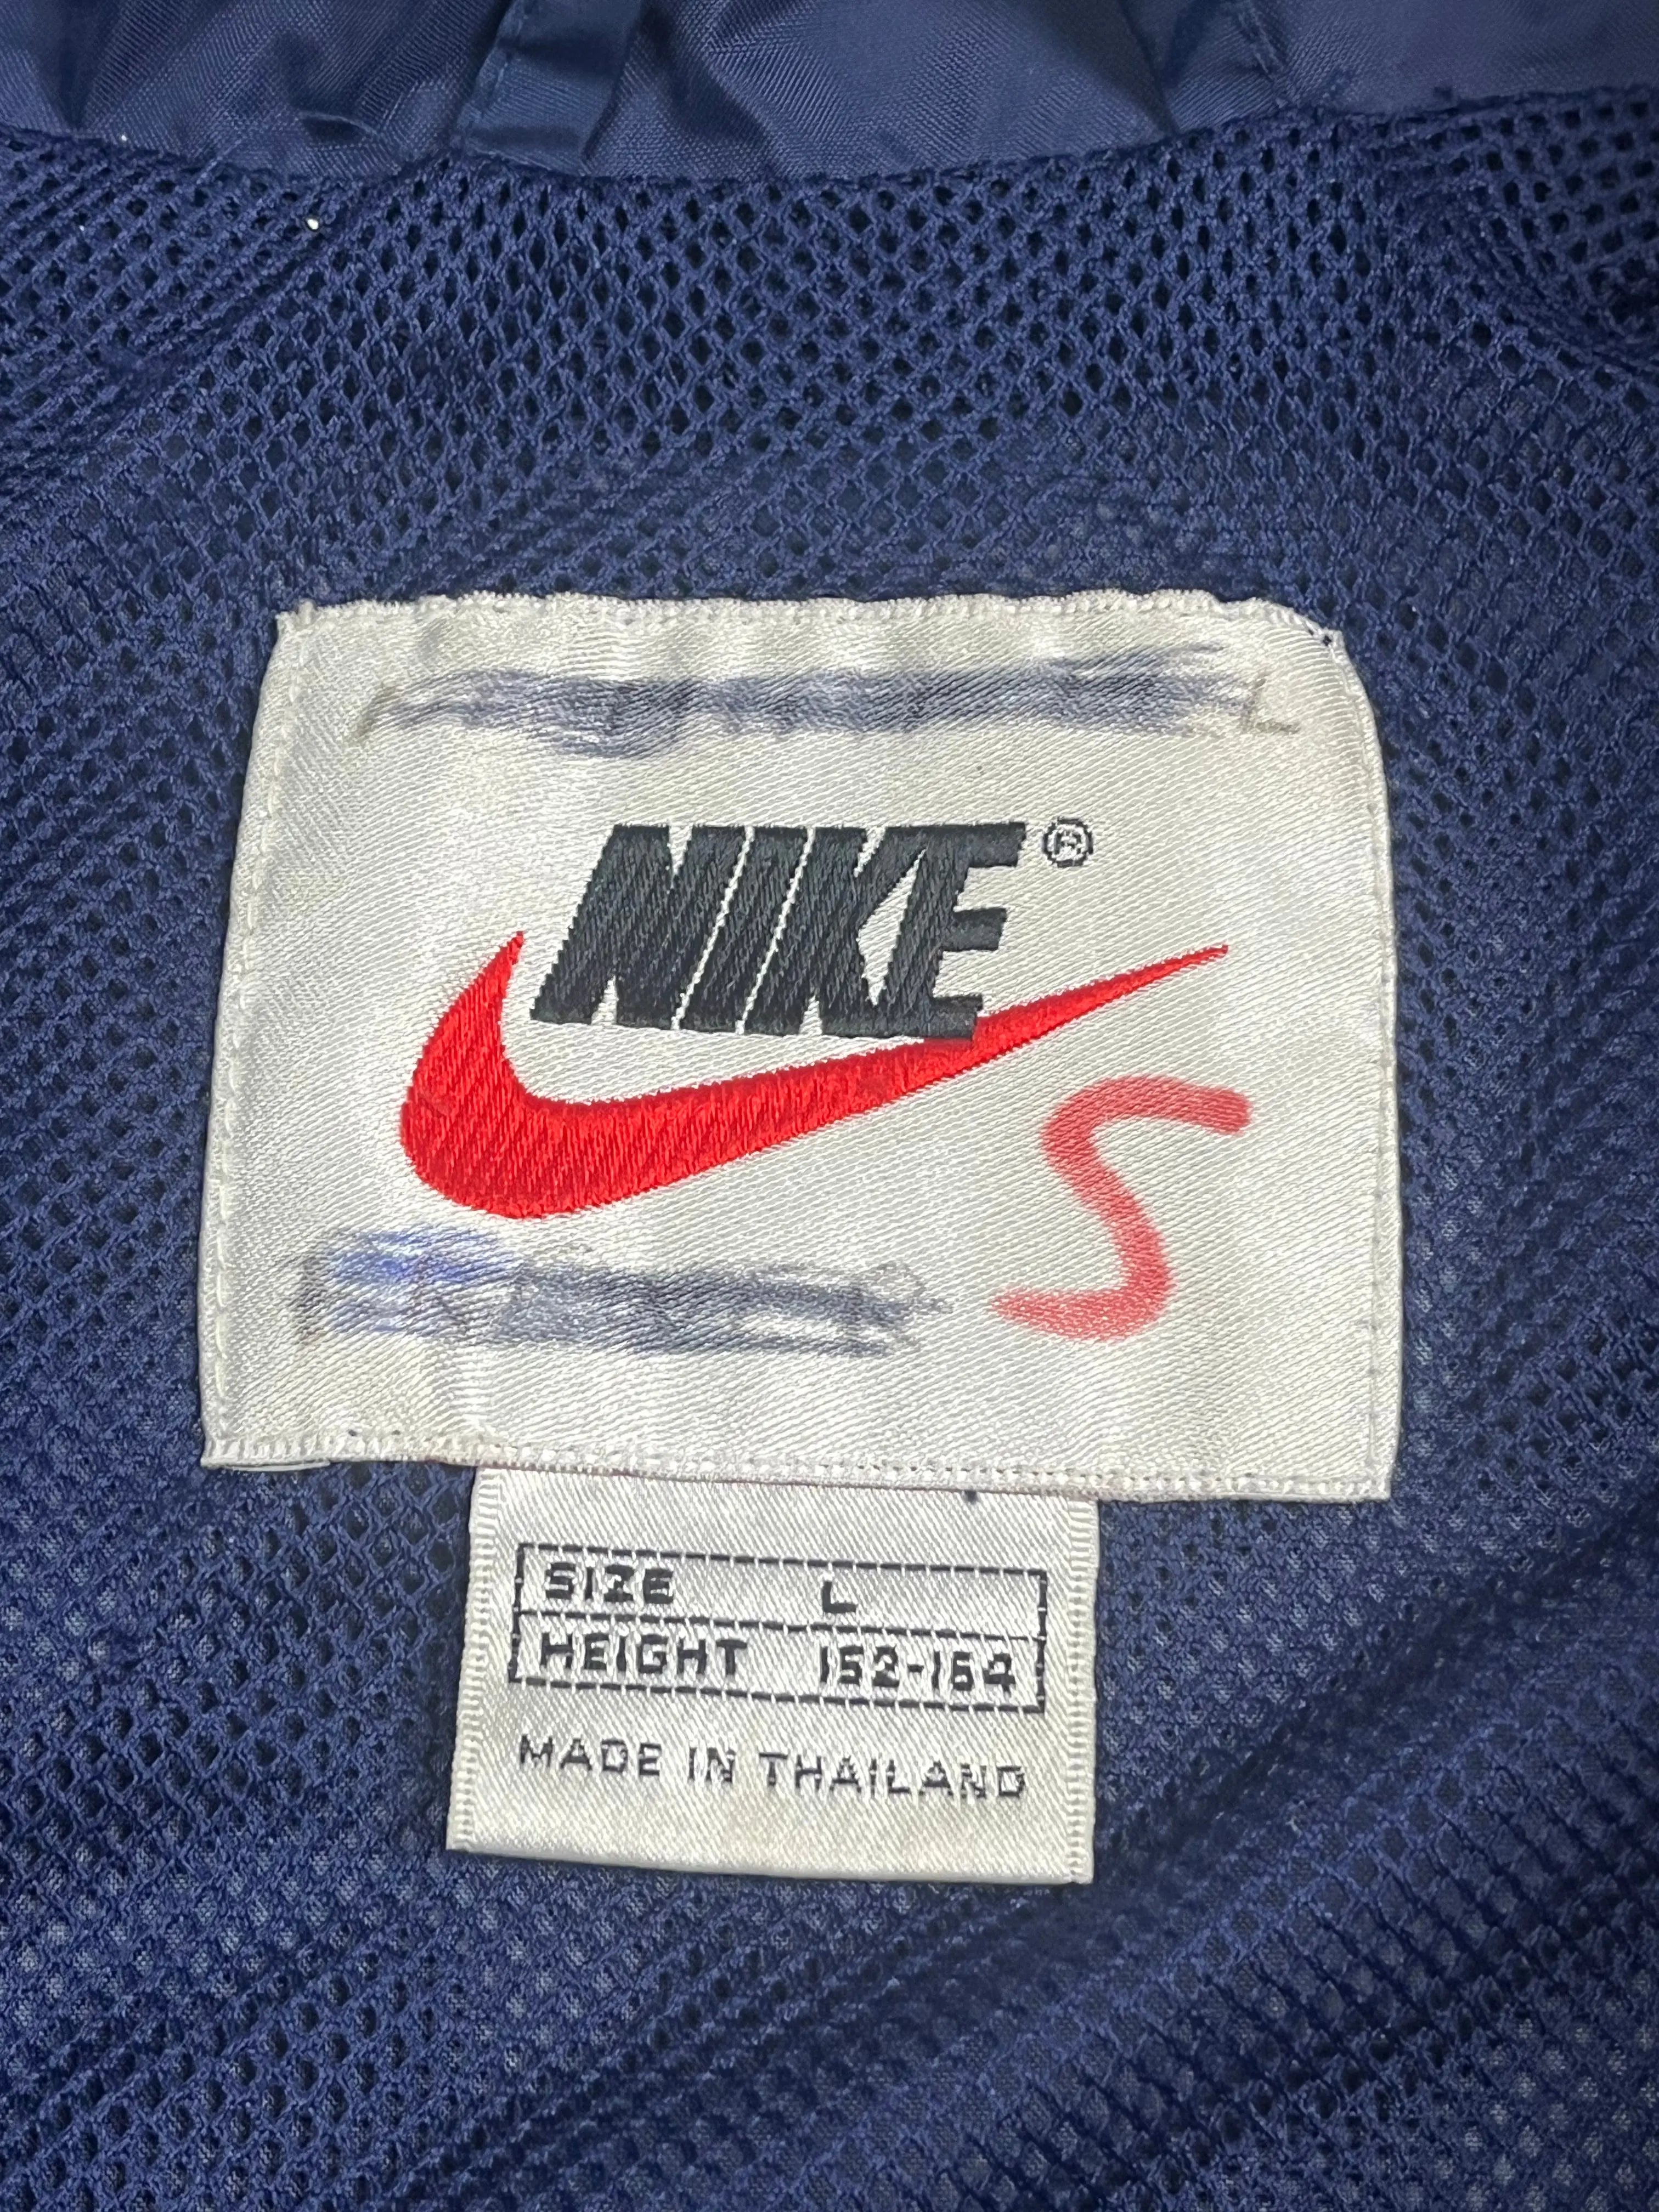 NIKE®
S
SIZE L
HEIGHT 152-164
MADE IN THAILAND